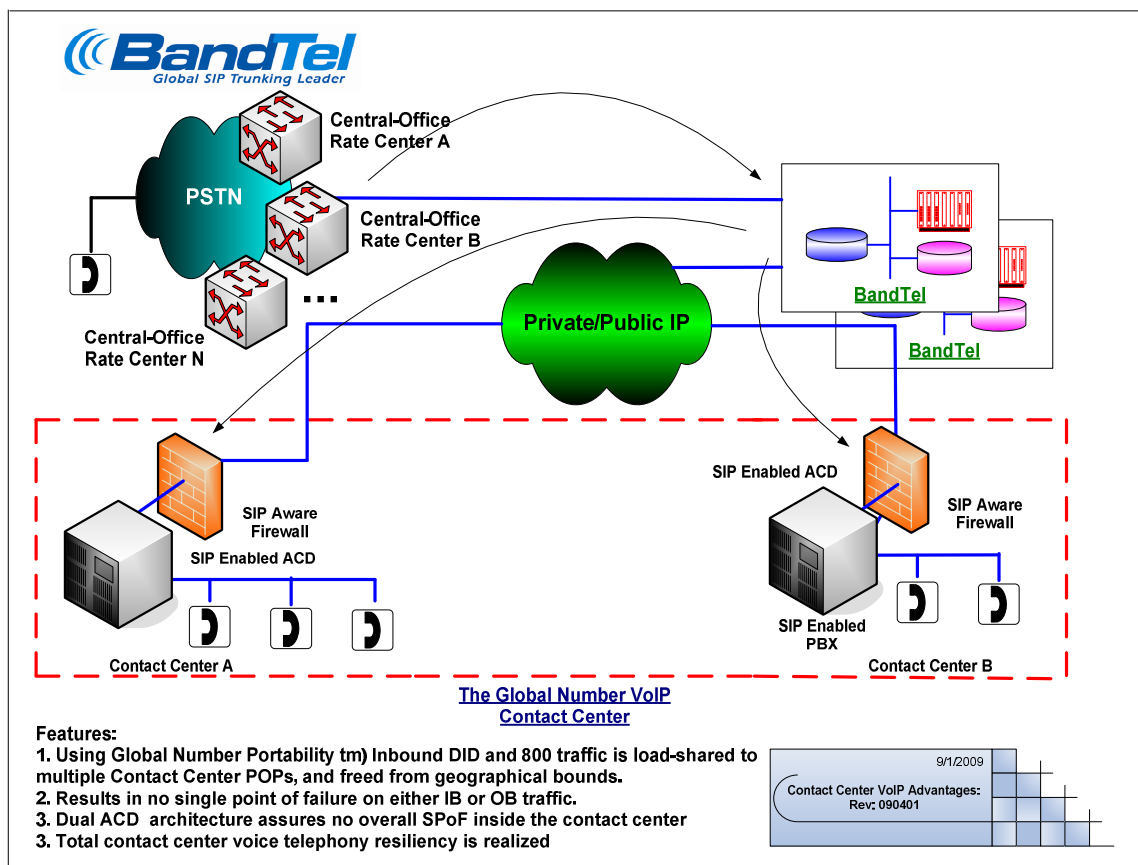 BandTel
Global SIP Trunking Leader
Central-Office
Rate Center A
PSTN
Central-Office
Rate Center B
...
Central-Office
Rate Center N
Private/Public IP
BandTel
BandTel
SIP Enabled ACD
SIP Aware
Firewall
SIP Aware
Firewall
SIP Enabled ACD
SIP Enabled
PBX
Contact Center A
Contact Center B
The Global Number VoIP
Contact Center
Features:
1. Using Global Number Portability tm) Inbound DID and 800 traffic is load-shared to
multiple Contact Center POPs, and freed from geographical bounds.
2. Results in no single point of failure on either IB or OB traffic.
3. Dual ACD  architecture assures no overall SPoF inside the contact center
3. Total contact center voice telephony resiliency is realized
9/1/2009
Contact Center VoIP Advantages:
Rev: 090401